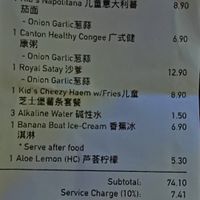 1 Kid's Napolitana 儿童意大利蕃 8.90
茄面
- Onion Garlic葱蒜
1 Canton Healthy Congee 广式健 6.90
康粥
- Onion Garlic葱蒜
1 Royal Satay 沙爹 12.90
- Onion Garlic葱蒜
1 Kid's Cheezy Haem w/Fries儿童 8.90
芝士堡薯条套餐
3 Alkaline Water 碱性水 1.50
1 Banana Boat Ice-Cream 香蕉冰 6.90
淇淋
* Serve after food
1 Aloe Lemon (HC) 芦荟柠檬 5.30
Subtotal: 74.10
Service Charge (10%): 7.41